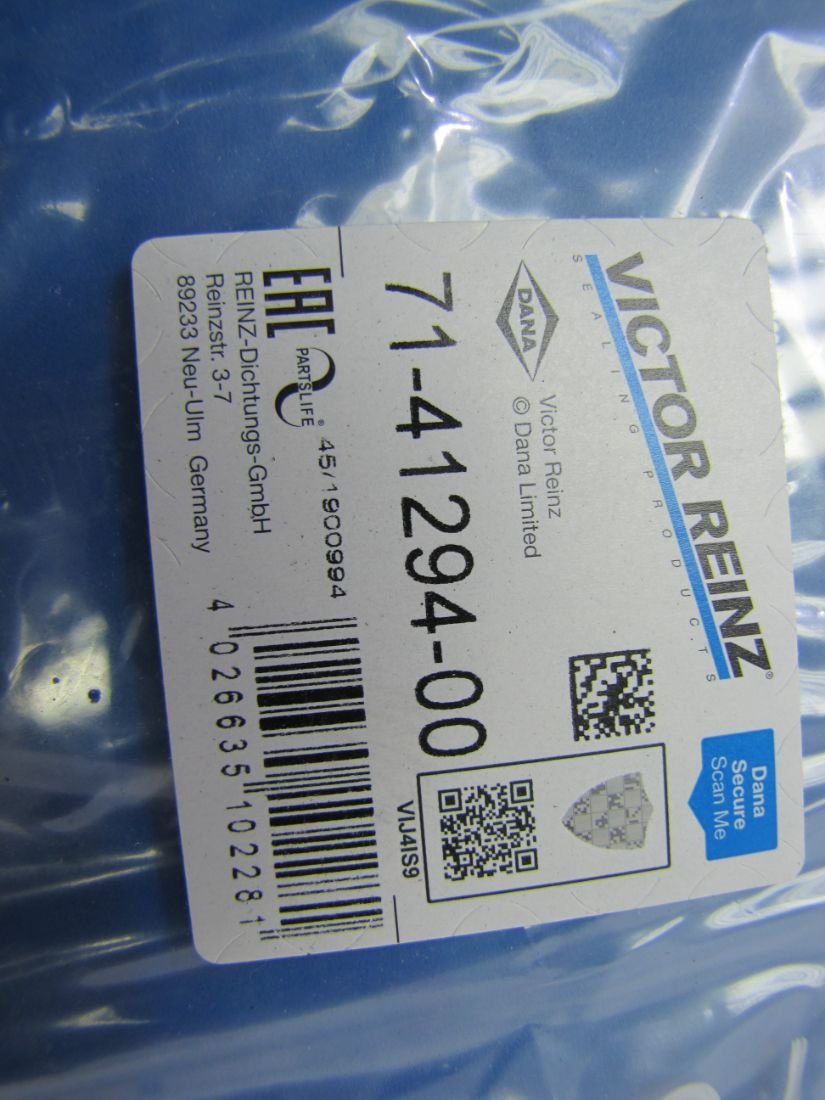 VICTOR REINZ®
SEALING PRODUCTS
Dana
Secure
Scan Me
DANA
Victor Reinz
© Dana Limited
71-41294-00
VIJ4IS9
EAC
PARTSLIFE®
45/1900994
REINZ-Dichtungs-GmbH
Reinzstr. 3-7
89233 Neu-Ulm Germany
4 026635 102281